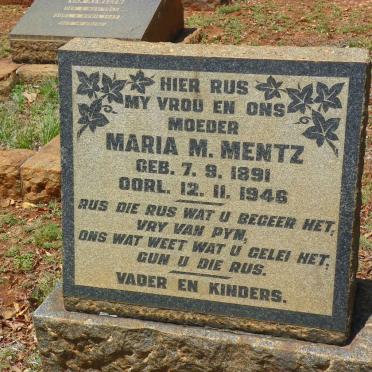 HIER RUS
MY VROU EN ONS
MOEDER
MARIA M. MENTZ
GEB. 7. 9. 1891
OORL. 12. 11. 1946
RUS DIE RUS WAT U BEGEER HET,
VRY VAN PYN,
ONS WAT WEET WAT U GELEI HET;
GUN U DIE RUS.
VADER EN KINDERS.